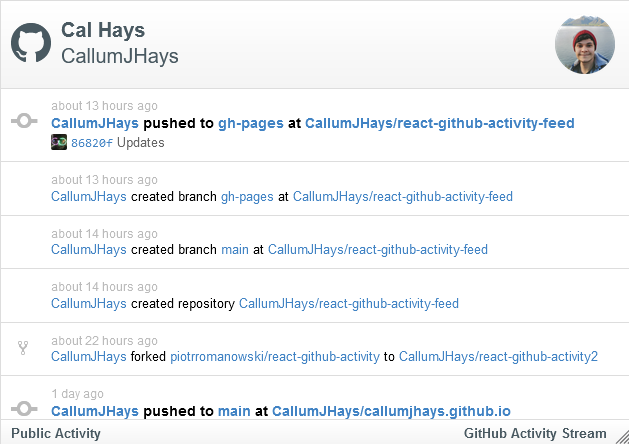 Cal Hays
CallumJHays
about 13 hours ago
CallumJHays pushed to gh-pages at CallumJHays/react-github-activity-feed
86820f Updates
about 13 hours ago
CallumJHays created branch gh-pages at CallumJHays/react-github-activity-feed
about 14 hours ago
CallumJHays created branch main at CallumJHays/react-github-activity-feed
about 14 hours ago
CallumJHays created repository CallumJHays/react-github-activity-feed
about 22 hours ago
CallumJHays forked piotrromanowski/react-github-activity to CallumJHays/react-github-activity2
1 day ago
CallumJHays pushed to main at CallumJHays/callumjhays.github.io
Public Activity GitHub Activity Stream